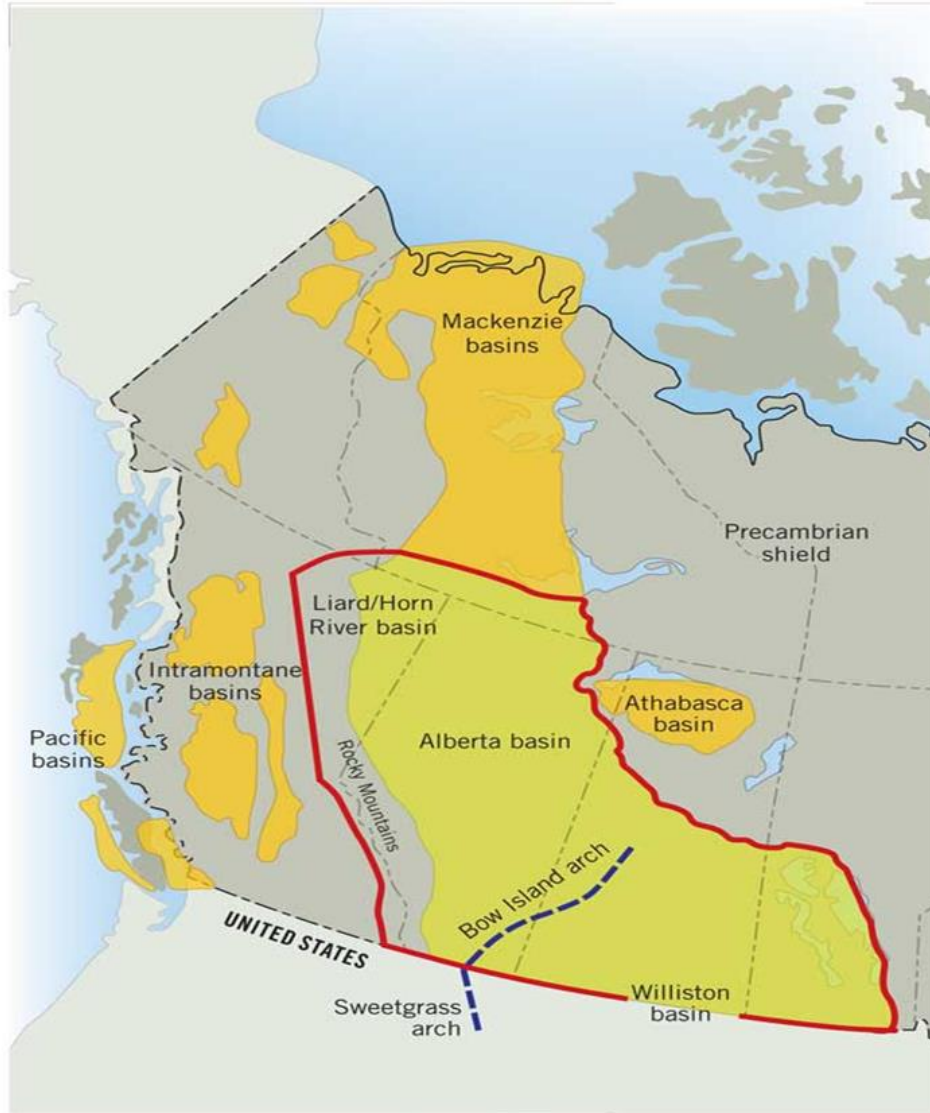 Mackenzie
basins
Precambrian
shield
Liard/Horn
River basin
Intramontane
basins
Athabasca
basin
Pacific
basins
Alberta basin
Rocky Mountains
Bow Island arch
UNITED STATES
Williston
basin
Sweetgrass
arch